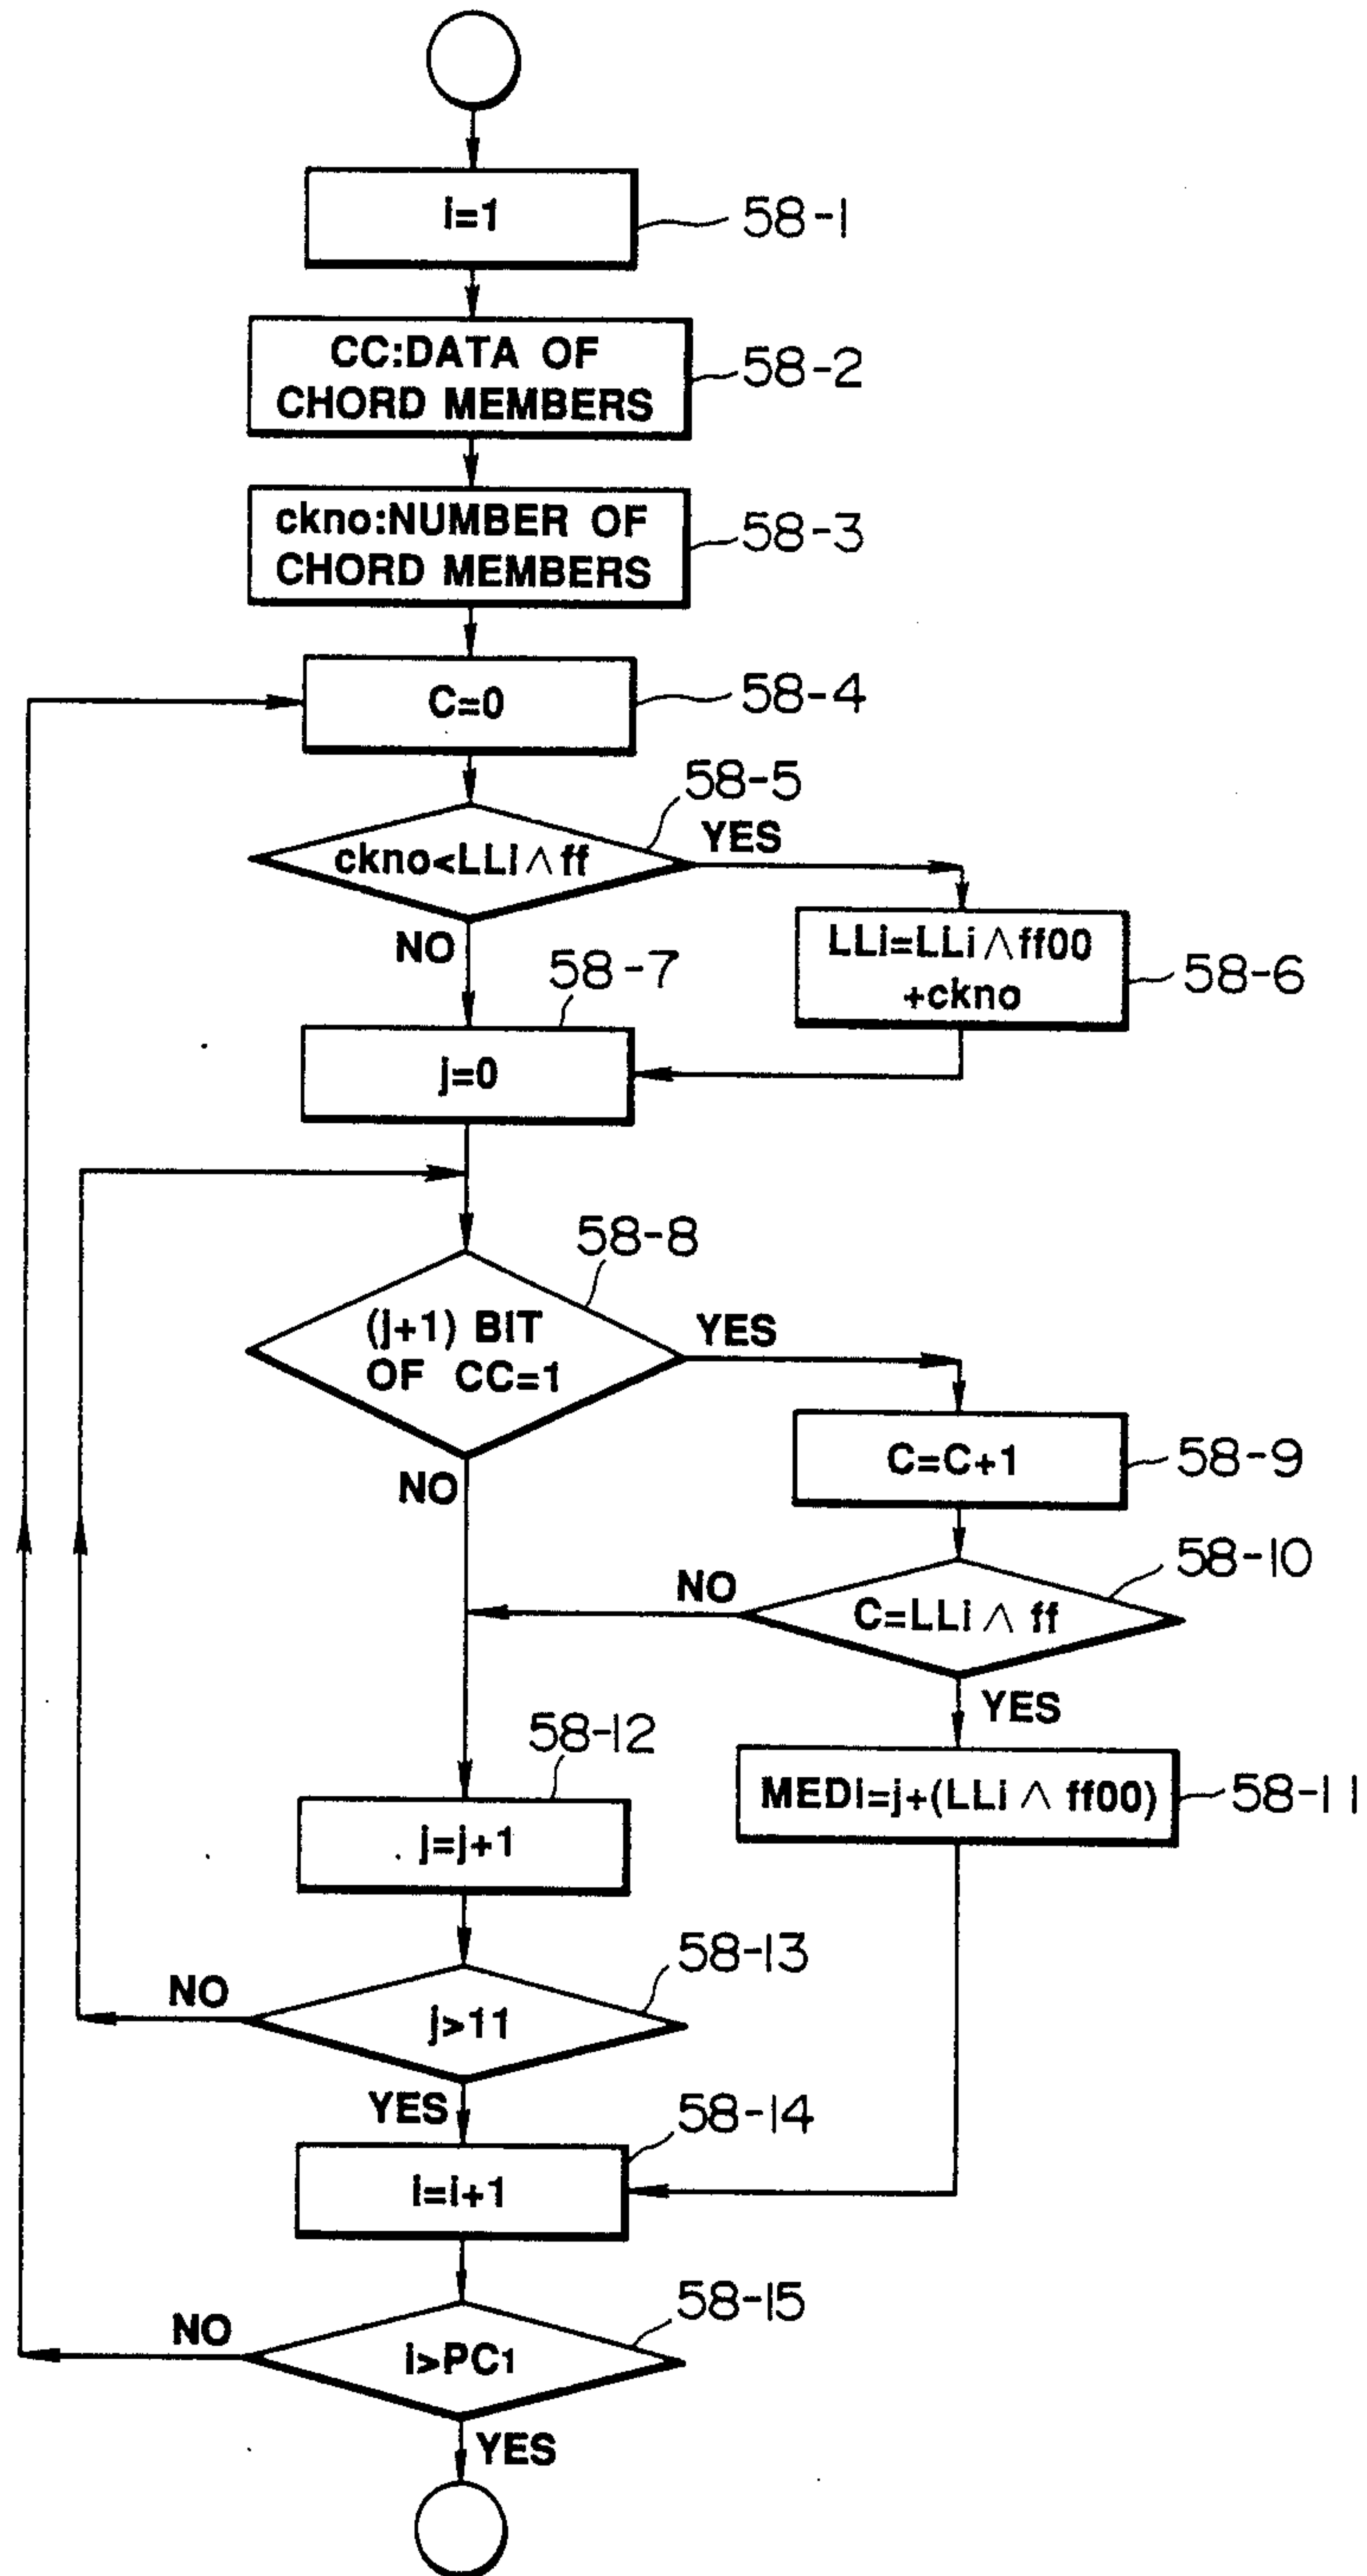 i=1
58-1
CC:DATA OF
CHORD MEMBERS
58-2
ckno:NUMBER OF
CHORD MEMBERS
58-3
C=0
58-4
58-5
ckno<LLi∧ff
YES
NO
LLi=LLi∧ff00
+ckno
58-6
58-7
j=0
58-8
(j+1) BIT
OF CC=1
YES
NO
C=C+1
58-9
58-10
C=LLi∧ff
NO
YES
58-12
MEDi=j+(LLi∧ff00)
58-11
j=j+1
58-13
NO
j>11
YES
58-14
i=i+1
58-15
NO
i>PC1
YES